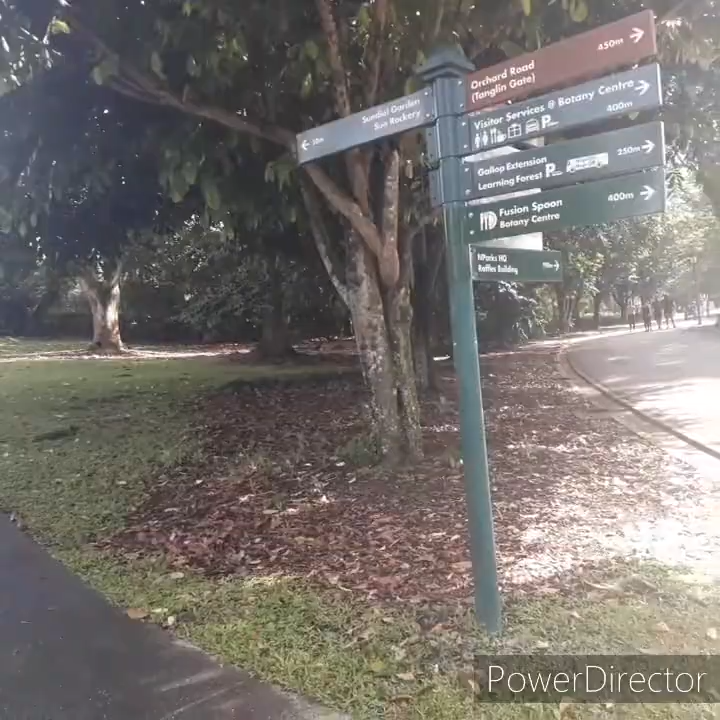 Orchard Road
(Tanglin Gate)
450m
Visitor Services @ Botany Centre
400m
Sundial Garden
Sun Rockery
Gallop Extension
Learning Forest P
250m
Fusion Spoon
Botany Centre
400m
NParks HQ
Raffles Building
PowerDirector